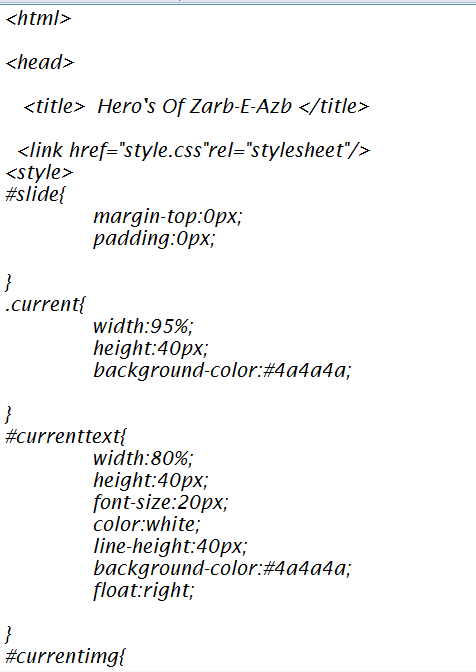 <html>
<head>
<title> Hero's Of Zarb-E-Azb </title>
<link href="style.css"rel="stylesheet"/>
<style>
#slide{
margin-top:0px;
padding:0px;
}
.current{
width:95%;
height:40px;
background-color:#4a4a4a;
}
#currenttext{
width:80%;
height:40px;
font-size:20px;
color:white;
line-height:40px;
background-color:#4a4a4a;
float:right;
}
#currentimg{